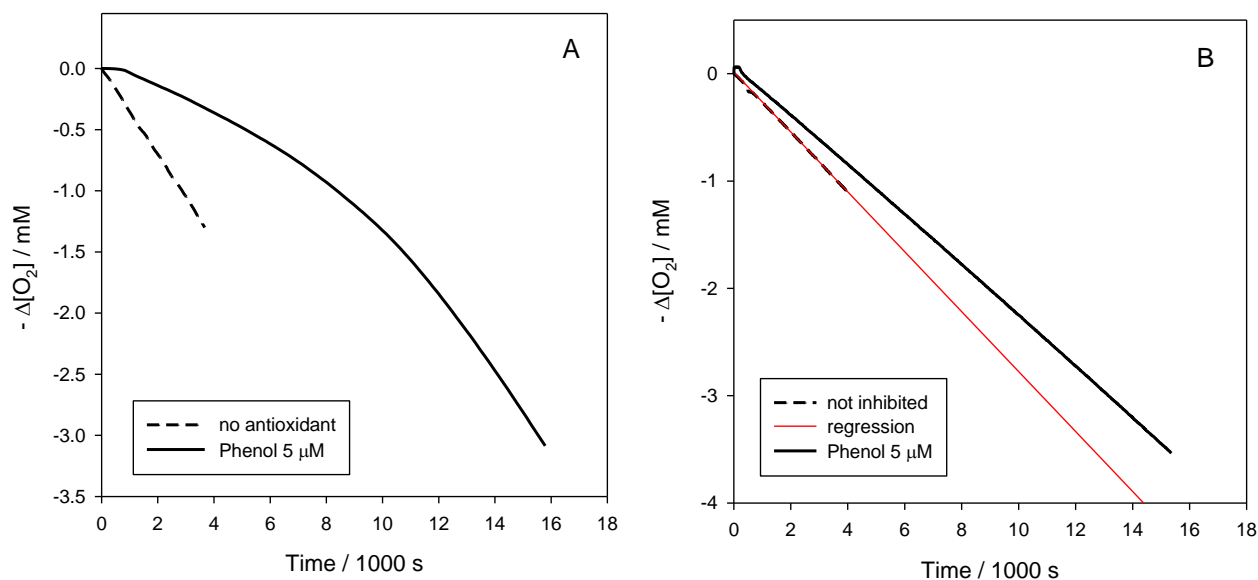 A
0.0
-0.5
-1.0
-1.5
-2.0
-2.5
-3.0
-3.5
- Δ[O₂] / mM
no antioxidant
Phenol 5 μM
0 2 4 6 8 10 12 14 16 18
Time / 1000 s
B
0
-1
-2
-3
-4
- Δ[O₂] / mM
not inhibited
regression
Phenol 5 μM
0 2 4 6 8 10 12 14 16 18
Time / 1000 s